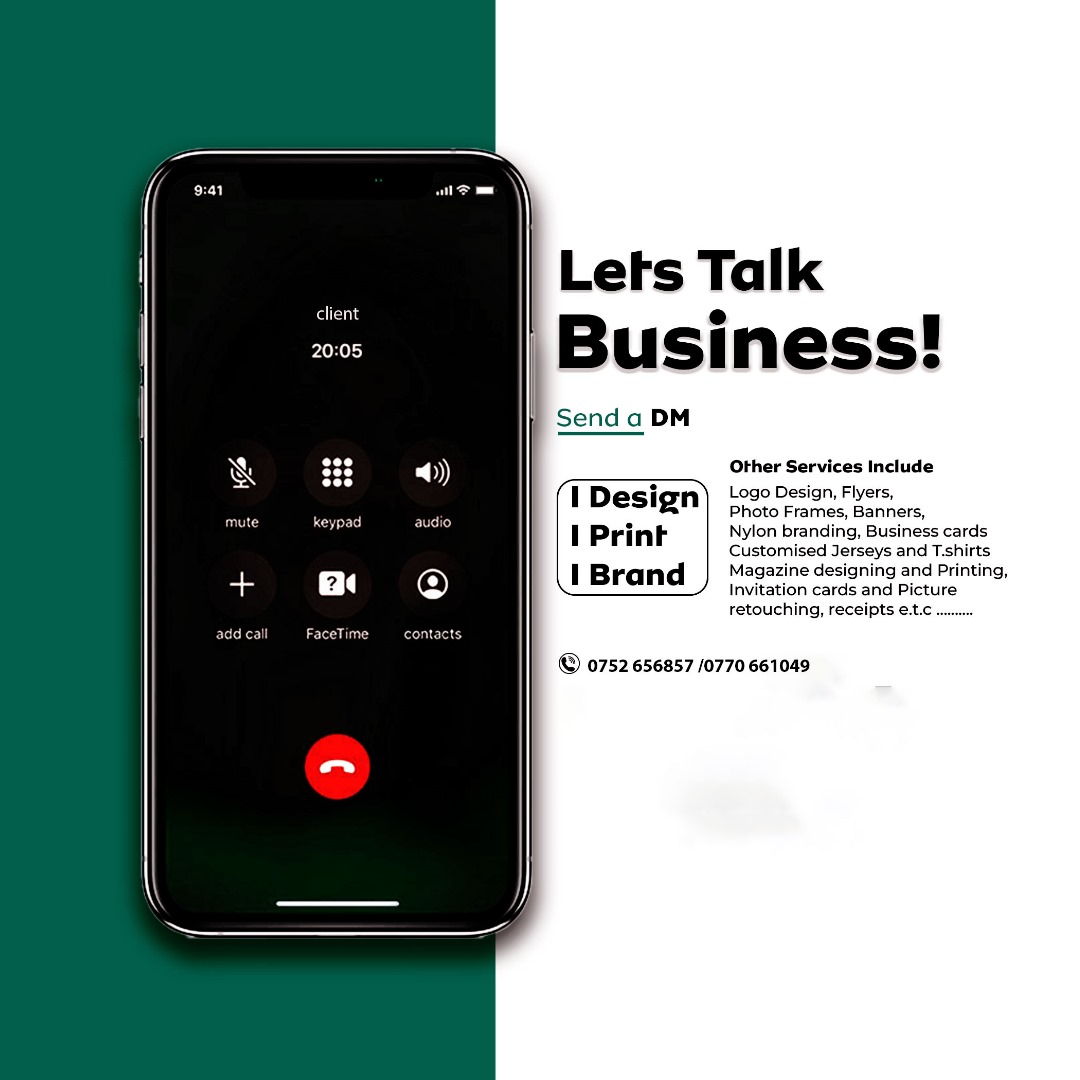 9:41
client
20:05
mute keypad audio
?
add call FaceTime contacts
Lets Talk
Business!
Send a DM
I Design
I Print
I Brand
Other Services Include
Logo Design, Flyers,
Photo Frames, Banners,
Nylon branding, Business cards
Customised Jerseys and T.shirts
Magazine designing and Printing,
Invitation cards and Picture
retouching, receipts e.t.c ..........
0752 656857 /0770 661049